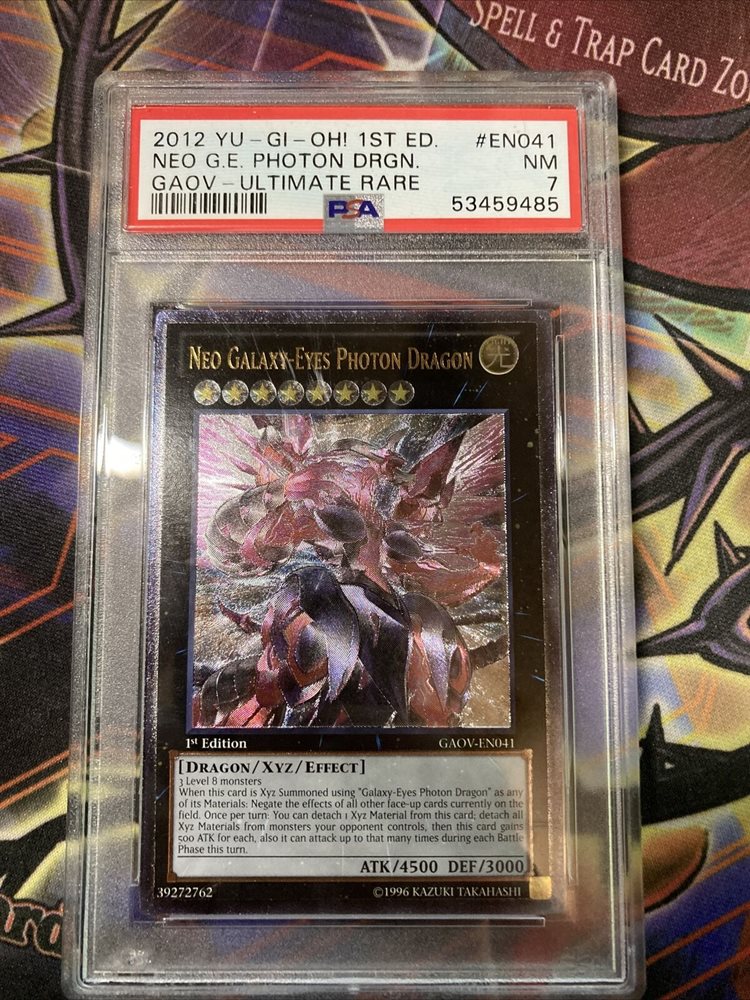 SPELL & TRAP CARD ZO
2012 YU-GI-OH! 1ST ED. #EN041
NEO G.E. PHOTON DRGN. NM
GAOV-ULTIMATE RARE 7
PSA 53459485
NEO GALAXY-EYES PHOTON DRAGON 光
1st Edition GAOV-EN041
[DRAGON/XYZ/EFFECT]
3 Level 8 monsters
When this card is Xyz Summoned using "Galaxy-Eyes Photon Dragon" as any
of its Materials: Negate the effects of all other face-up cards currently on the
field. Once per turn: You can detach 1 Xyz Material from this card; detach all
Xyz Materials from monsters your opponent controls, then this card gains
500 ATK for each, also it can attack up to that many times during each Battle
Phase this turn.
ATK/4500 DEF/3000
39272762 ©1996 KAZUKI TAKAHASHI